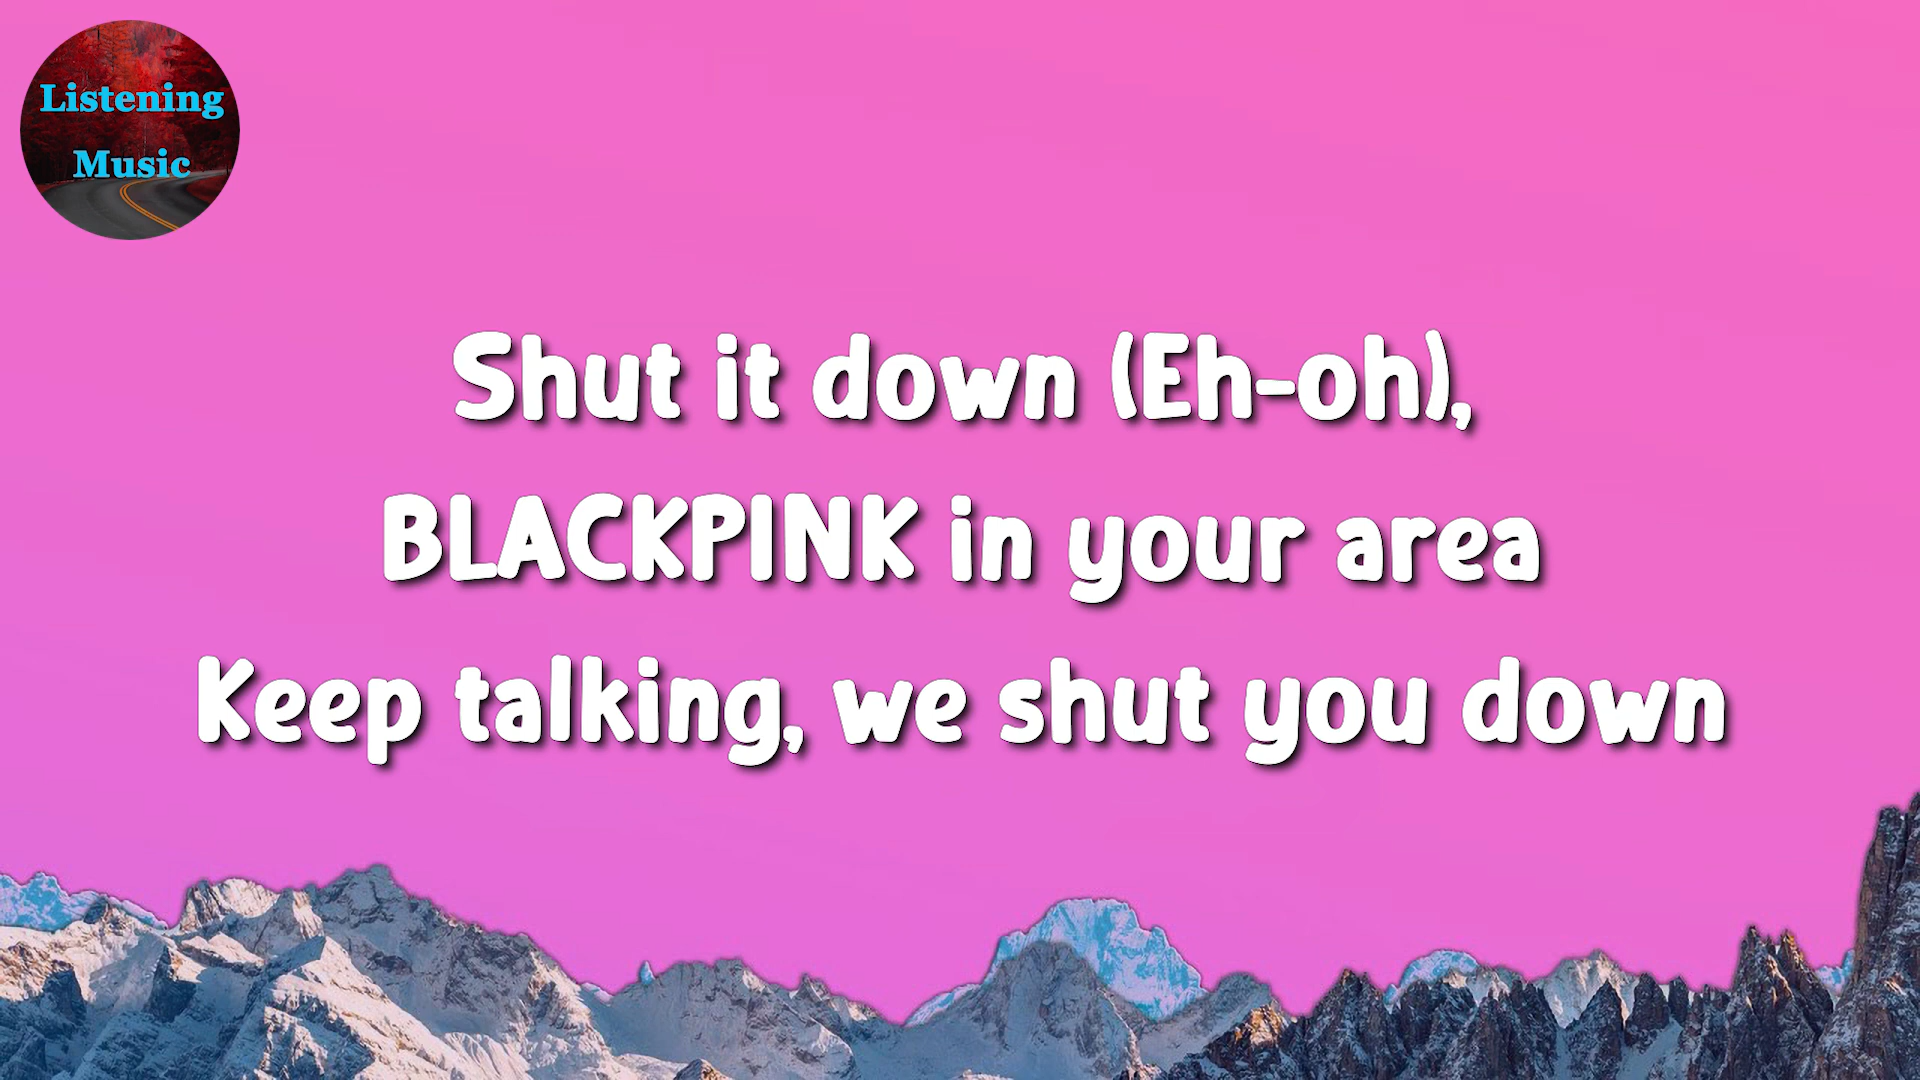 Listening
Music
Shut it down (Eh-oh),
BLACKPINK in your area
Keep talking, we shut you down